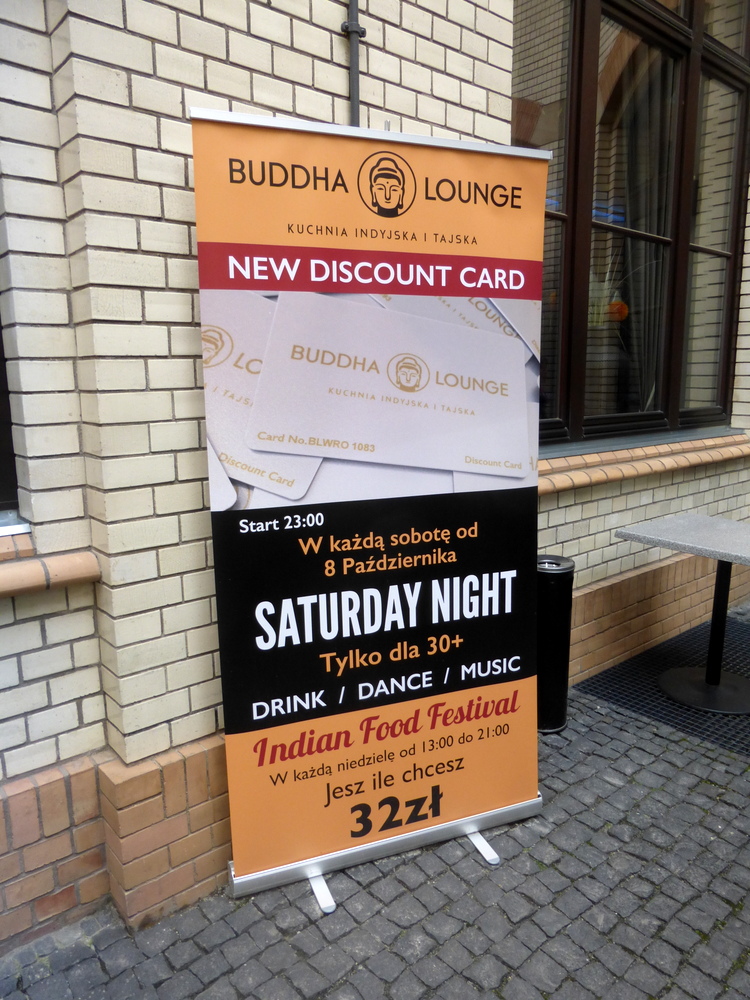 BUDDHA LOUNGE
KUCHNIA INDYJSKA I TAJSKA
NEW DISCOUNT CARD
BUDDHA LOUNGE
KUCHNIA INDYJSKA I TAJSKA
Card No.BLWRO 1083
Discount Card
Discount Card
Start 23:00
W każdą sobotę od
8 Października
SATURDAY NIGHT
Tylko dla 30+
DRINK / DANCE / MUSIC
Indian Food Festival
W każdą niedzielę od 13:00 do 21:00
Jesz ile chcesz
32zł